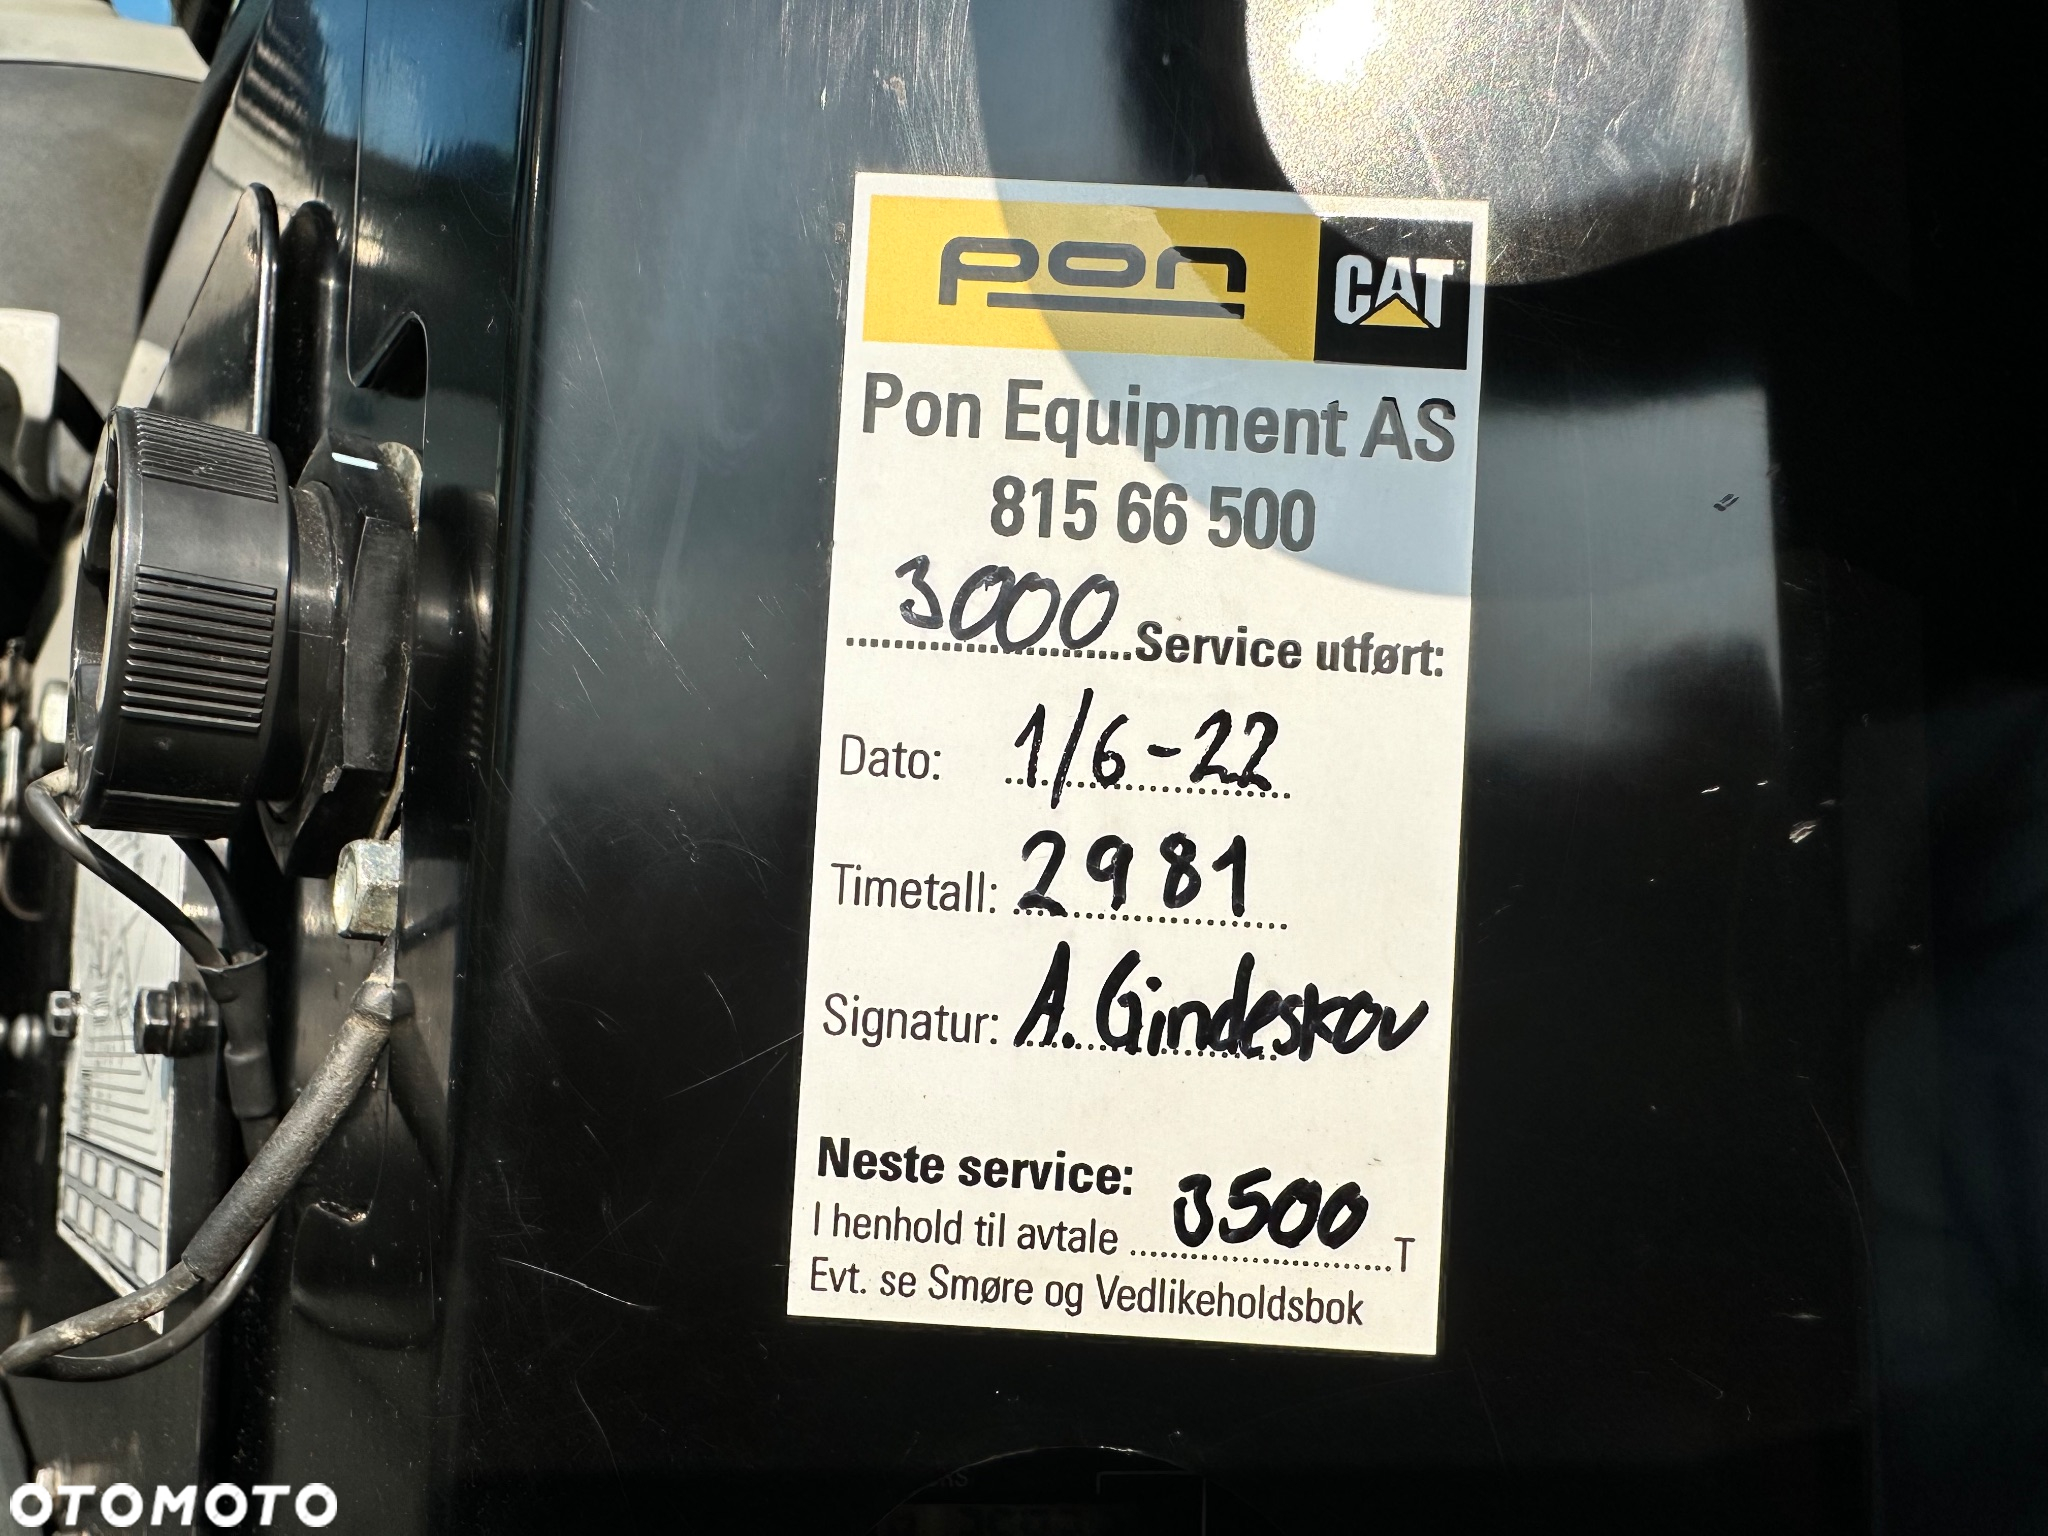 pon CAT
Pon Equipment AS
815 66 500
3000 Service utført:
Dato: 1/6-22
Timetall: 2981
Signatur: A. Gindeskov
Neste service: 3500
I henhold til avtale T
Evt. se Smøre og Vedlikeholdsbok
OTOMOTO